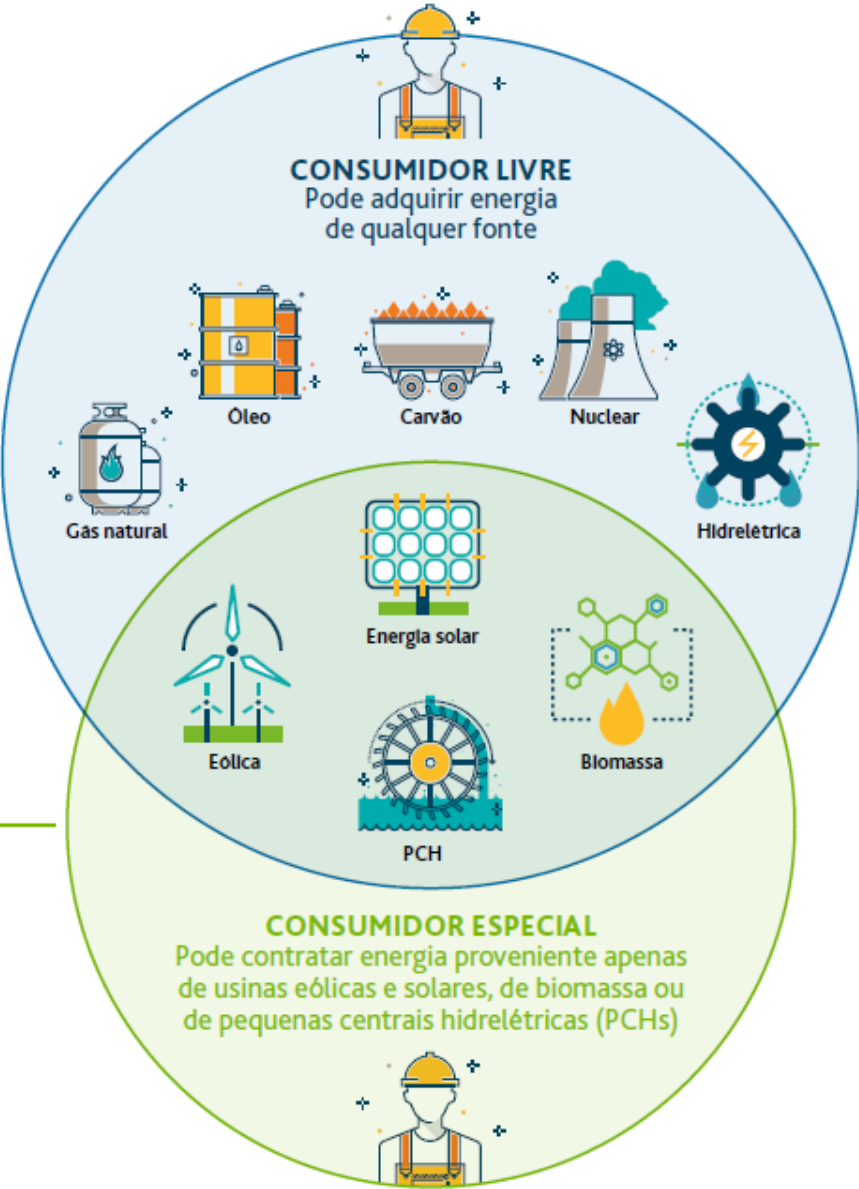 CONSUMIDOR LIVRE
Pode adquirir energia
de qualquer fonte
Óleo
Carvão
Nuclear
Gás natural
Hidrelétrica
Energia solar
Eólica
Biomassa
PCH
CONSUMIDOR ESPECIAL
Pode contratar energia proveniente apenas
de usinas eólicas e solares, de biomassa ou
de pequenas centrais hidrelétricas (PCHs)